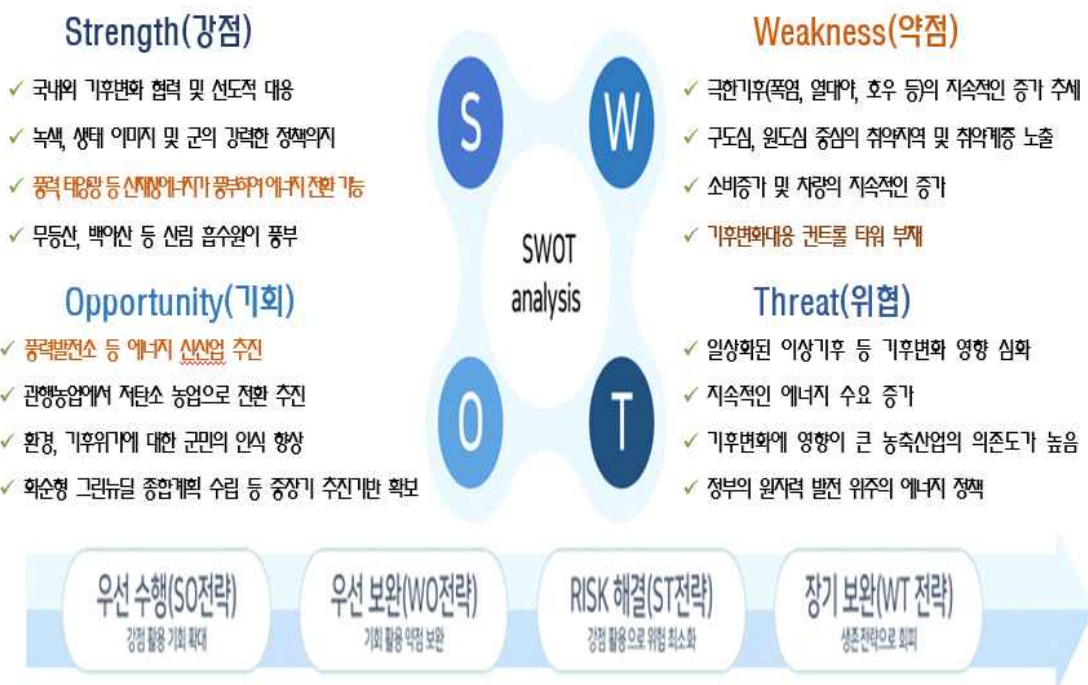 Strength(강점)
✓ 국내외 기후변화 협력 및 선도적 대응
✓ 녹색, 생태 이미지 및 군의 강력한 정책의지
✓ 풍력 태양광 등 신재생에너지가 풍부하여 에너지 전환 가능
✓ 무등산, 백아산 등 산림 흡수원이 풍부
Weakness(약점)
✓ 극한기후(폭염, 열대야, 호우 등)의 지속적인 증가 추세
✓ 구도심, 원도심 중심의 취약지역 및 취약계층 노출
✓ 소비증가 및 차량의 지속적인 증가
✓ 기후변화대응 컨트롤 타워 부재
S
W
SWOT
analysis
O
T
Opportunity(기회)
✓ 풍력발전소 등 에너지 신산업 추진
✓ 관행농업에서 저탄소 농업으로 전환 추진
✓ 환경, 기후위기에 대한 군민의 인식 향상
✓ 화순형 그린뉴딜 종합계획 수립 등 중장기 추진기반 확보
Threat(위협)
✓ 일상화된 이상기후 등 기후변화 영향 심화
✓ 지속적인 에너지 수요 증가
✓ 기후변화에 영향이 큰 농축산업의 의존도가 높음
✓ 정부의 원자력 발전 위주의 에너지 정책
우선 수행(SO전략)
강점 활용 기회 확대
우선 보완(WO전략)
기회 활용 약점 보완
RISK 해결(ST전략)
강점 활용으로 위협 최소화
장기 보완(WT 전략)
생존전략으로 회피